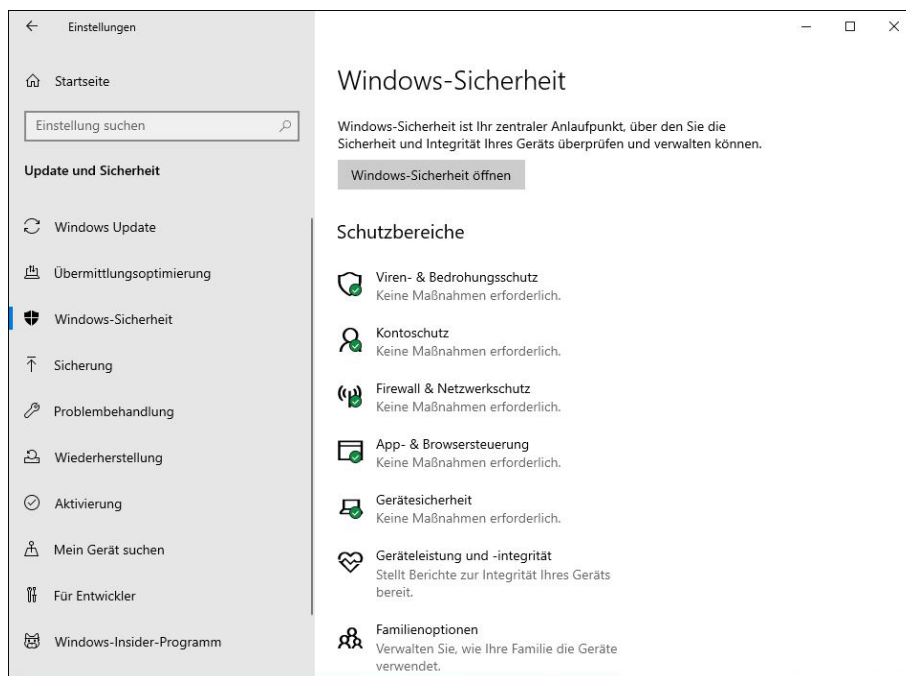 Einstellungen
Startseite
Einstellung suchen
Update und Sicherheit
Windows Update
Übermittlungsoptimierung
Windows-Sicherheit
Sicherung
Problembehandlung
Wiederherstellung
Aktivierung
Mein Gerät suchen
Für Entwickler
Windows-Insider-Programm
Windows-Sicherheit
Windows-Sicherheit ist Ihr zentraler Anlaufpunkt, über den Sie die
Sicherheit und Integrität Ihres Geräts überprüfen und verwalten können.
Windows-Sicherheit öffnen
Schutzbereiche
Viren- & Bedrohungsschutz
Keine Maßnahmen erforderlich.
Kontoschutz
Keine Maßnahmen erforderlich.
Firewall & Netzwerkschutz
Keine Maßnahmen erforderlich.
App- & Browsersteuerung
Keine Maßnahmen erforderlich.
Gerätesicherheit
Keine Maßnahmen erforderlich.
Geräteleistung und -integrität
Stellt Berichte zur Integrität Ihres Geräts
bereit.
Familienoptionen
Verwalten Sie, wie Ihre Familie die Geräte
verwendet.